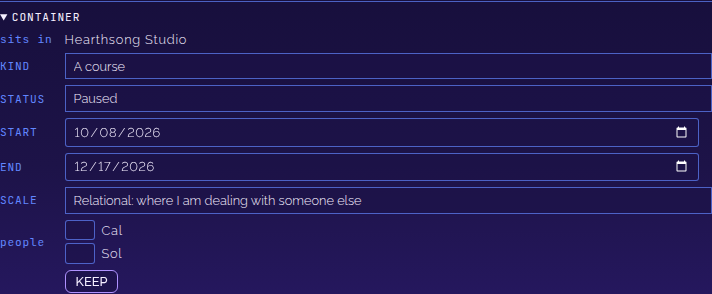 ▼ CONTAINER
sits in Hearthsong Studio
KIND A course
STATUS Paused
START 10/08/2026
END 12/17/2026
SCALE Relational: where I am dealing with someone else
people Cal
Sol
KEEP